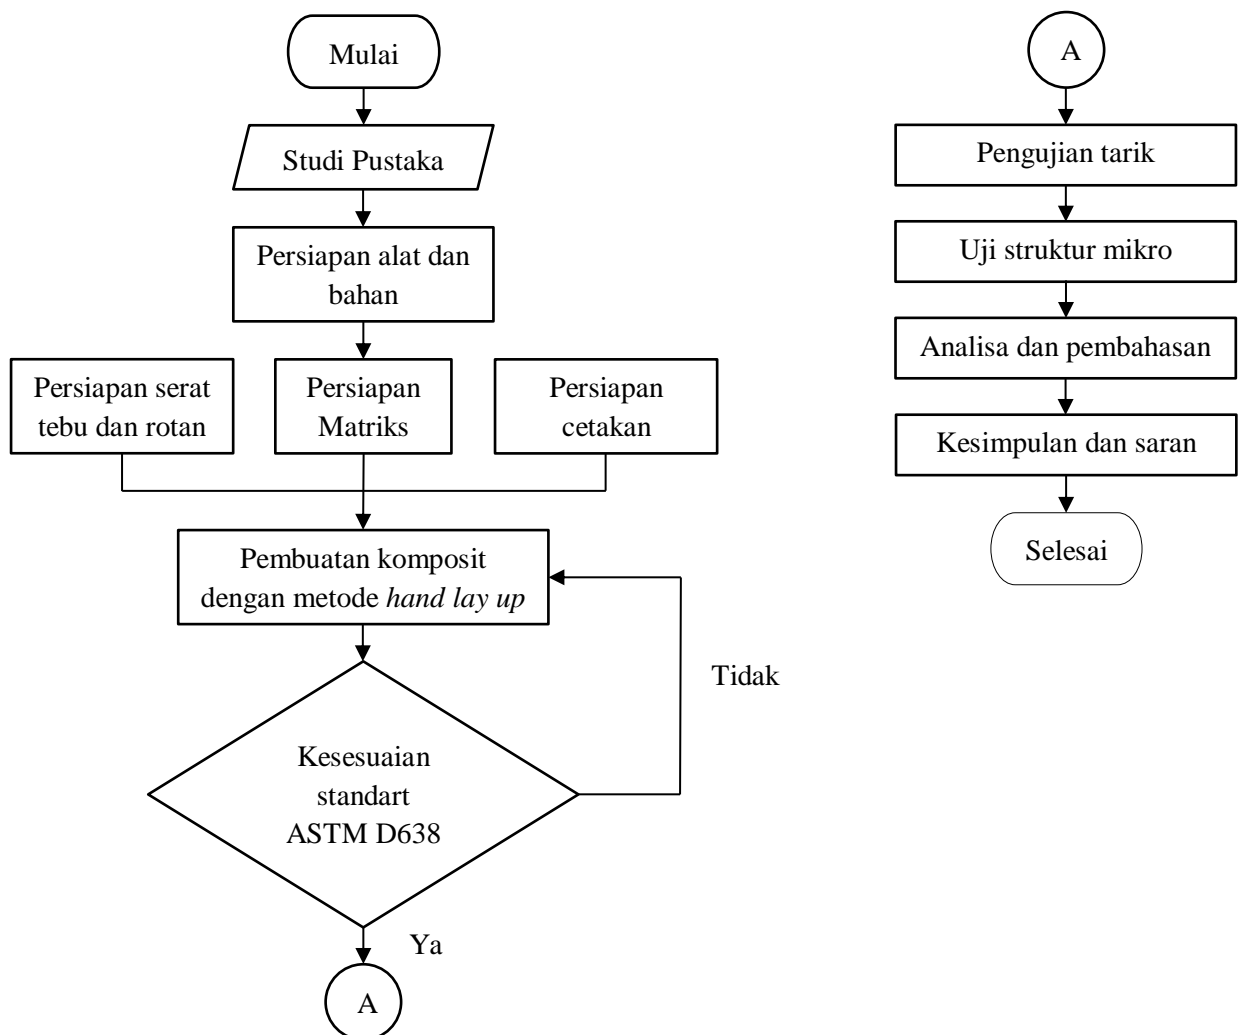 Mulai
Studi Pustaka
Persiapan alat dan
bahan
Persiapan serat
tebu dan rotan
Persiapan
Matriks
Persiapan
cetakan
Pembuatan komposit
dengan metode hand lay up
Tidak
Kesesuaian
standart
ASTM D638
Ya
A
A
Pengujian tarik
Uji struktur mikro
Analisa dan pembahasan
Kesimpulan dan saran
Selesai